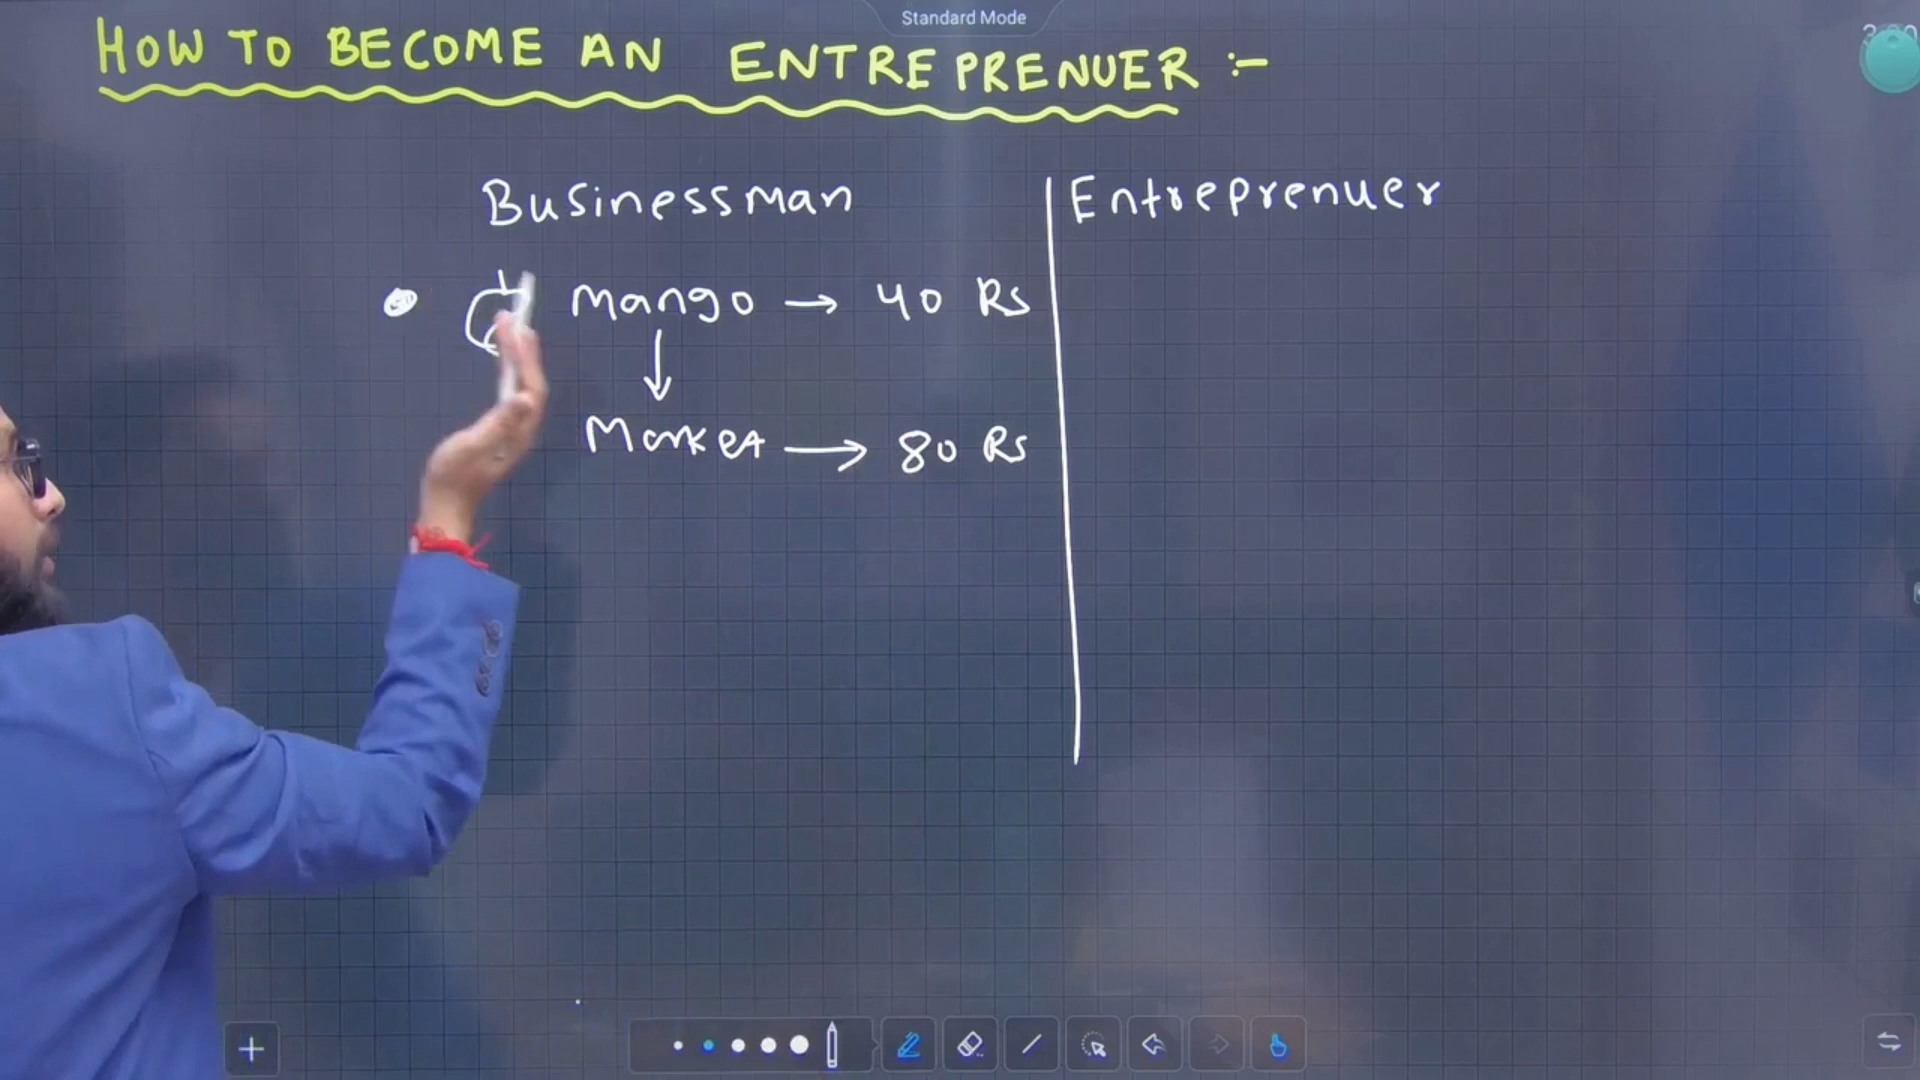 Standard Mode
HOW TO BECOME AN ENTREPRENUER :-
Businessman
Entreprenuer
Mango → 40 Rs
↓
Market → 80 Rs